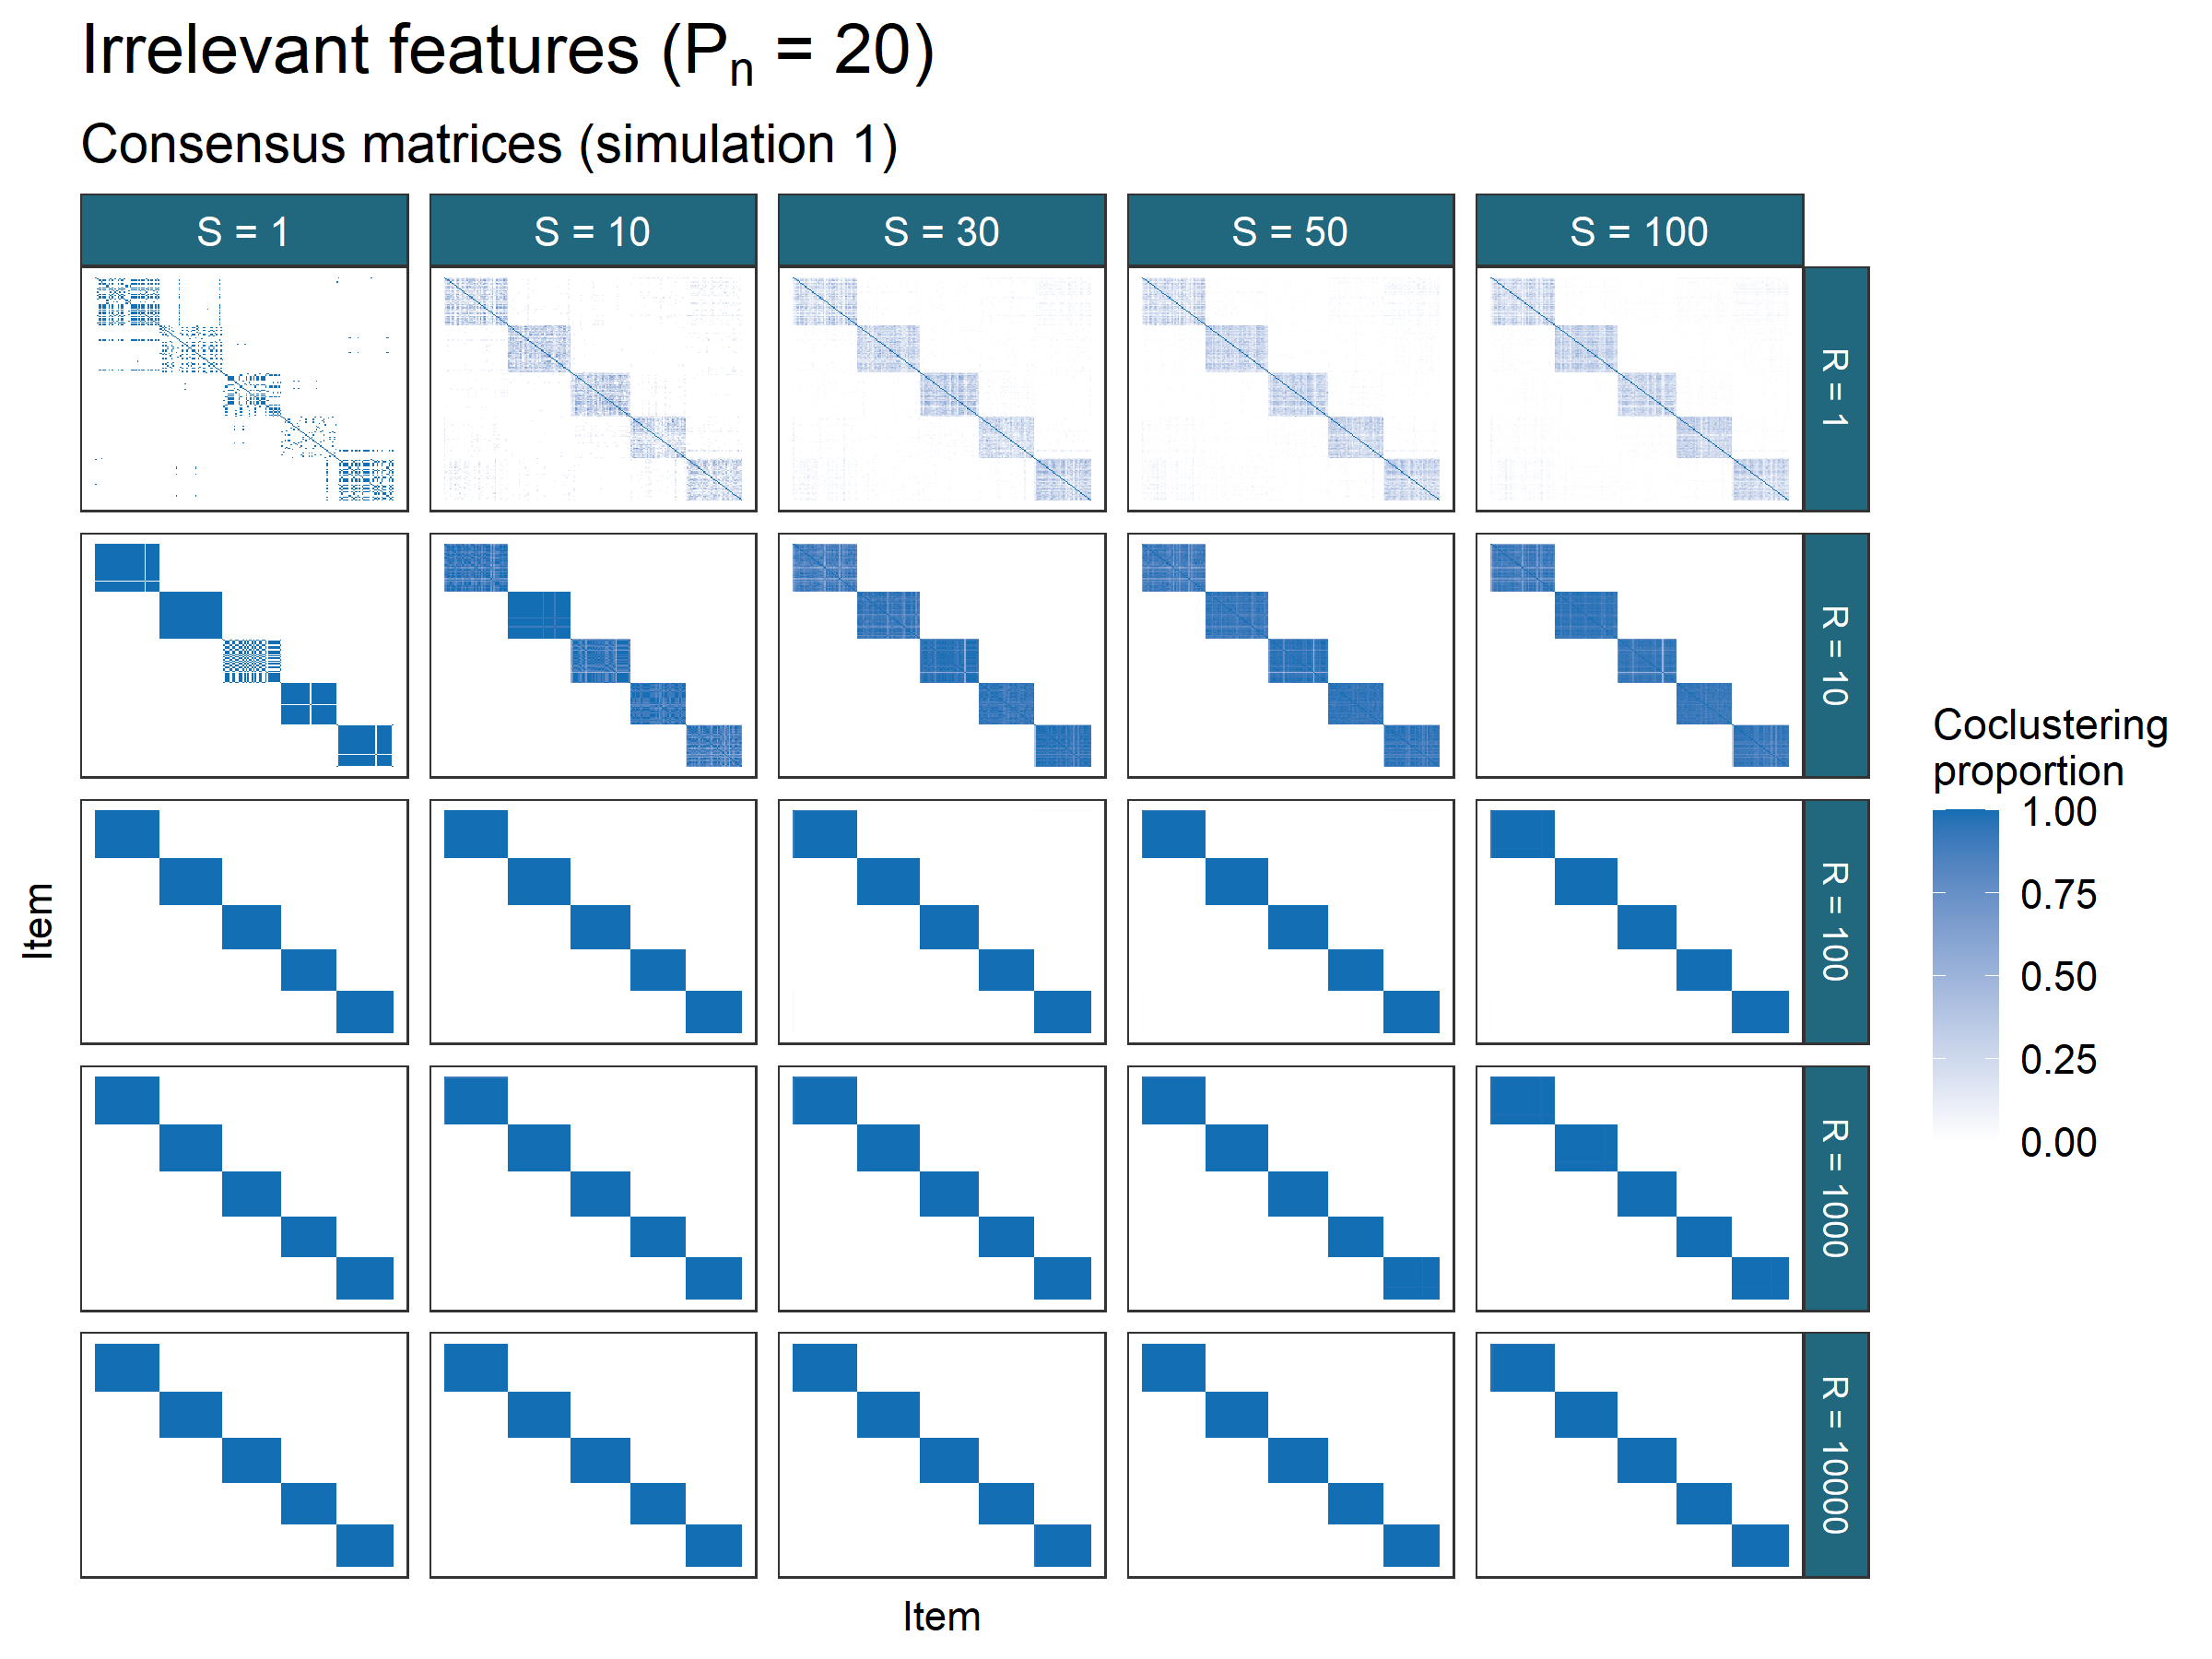 Irrelevant features (Pn = 20)
Consensus matrices (simulation 1)
S = 1
S = 10
S = 30
S = 50
S = 100
R = 1
R = 10
R = 100
R = 1000
R = 10000
Item
Item
Coclustering
proportion
1.00
0.75
0.50
0.25
0.00